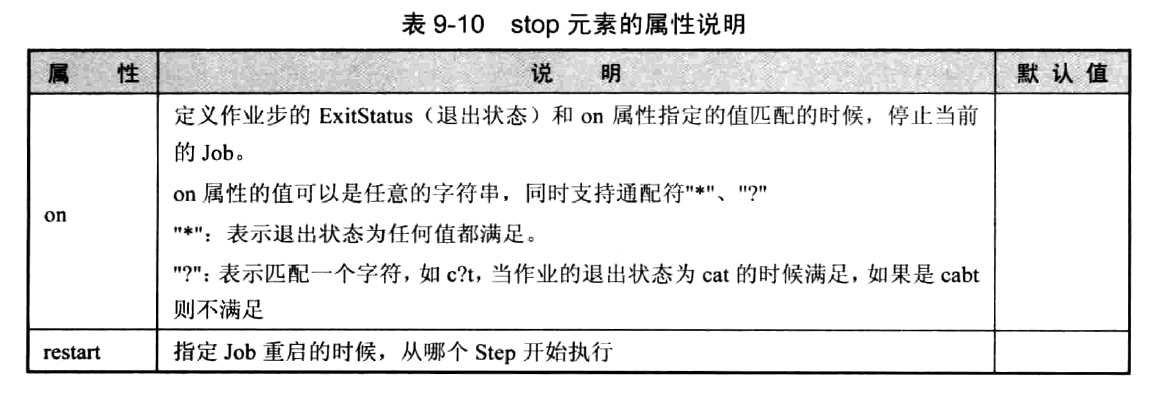 表 9-10 stop 元素的属性说明
属 性 说 明 默 认 值
定义作业步的 ExitStatus（退出状态）和 on 属性指定的值匹配的时候，停止当前
的 Job。
on 属性的值可以是任意的字符串，同时支持通配符"*"、"?"
on
"*"：表示退出状态为任何值都满足。
"?"：表示匹配一个字符，如 c?t，当作业的退出状态为 cat 的时候满足，如果是 cabt
则不满足
restart 指定 Job 重启的时候，从哪个 Step 开始执行